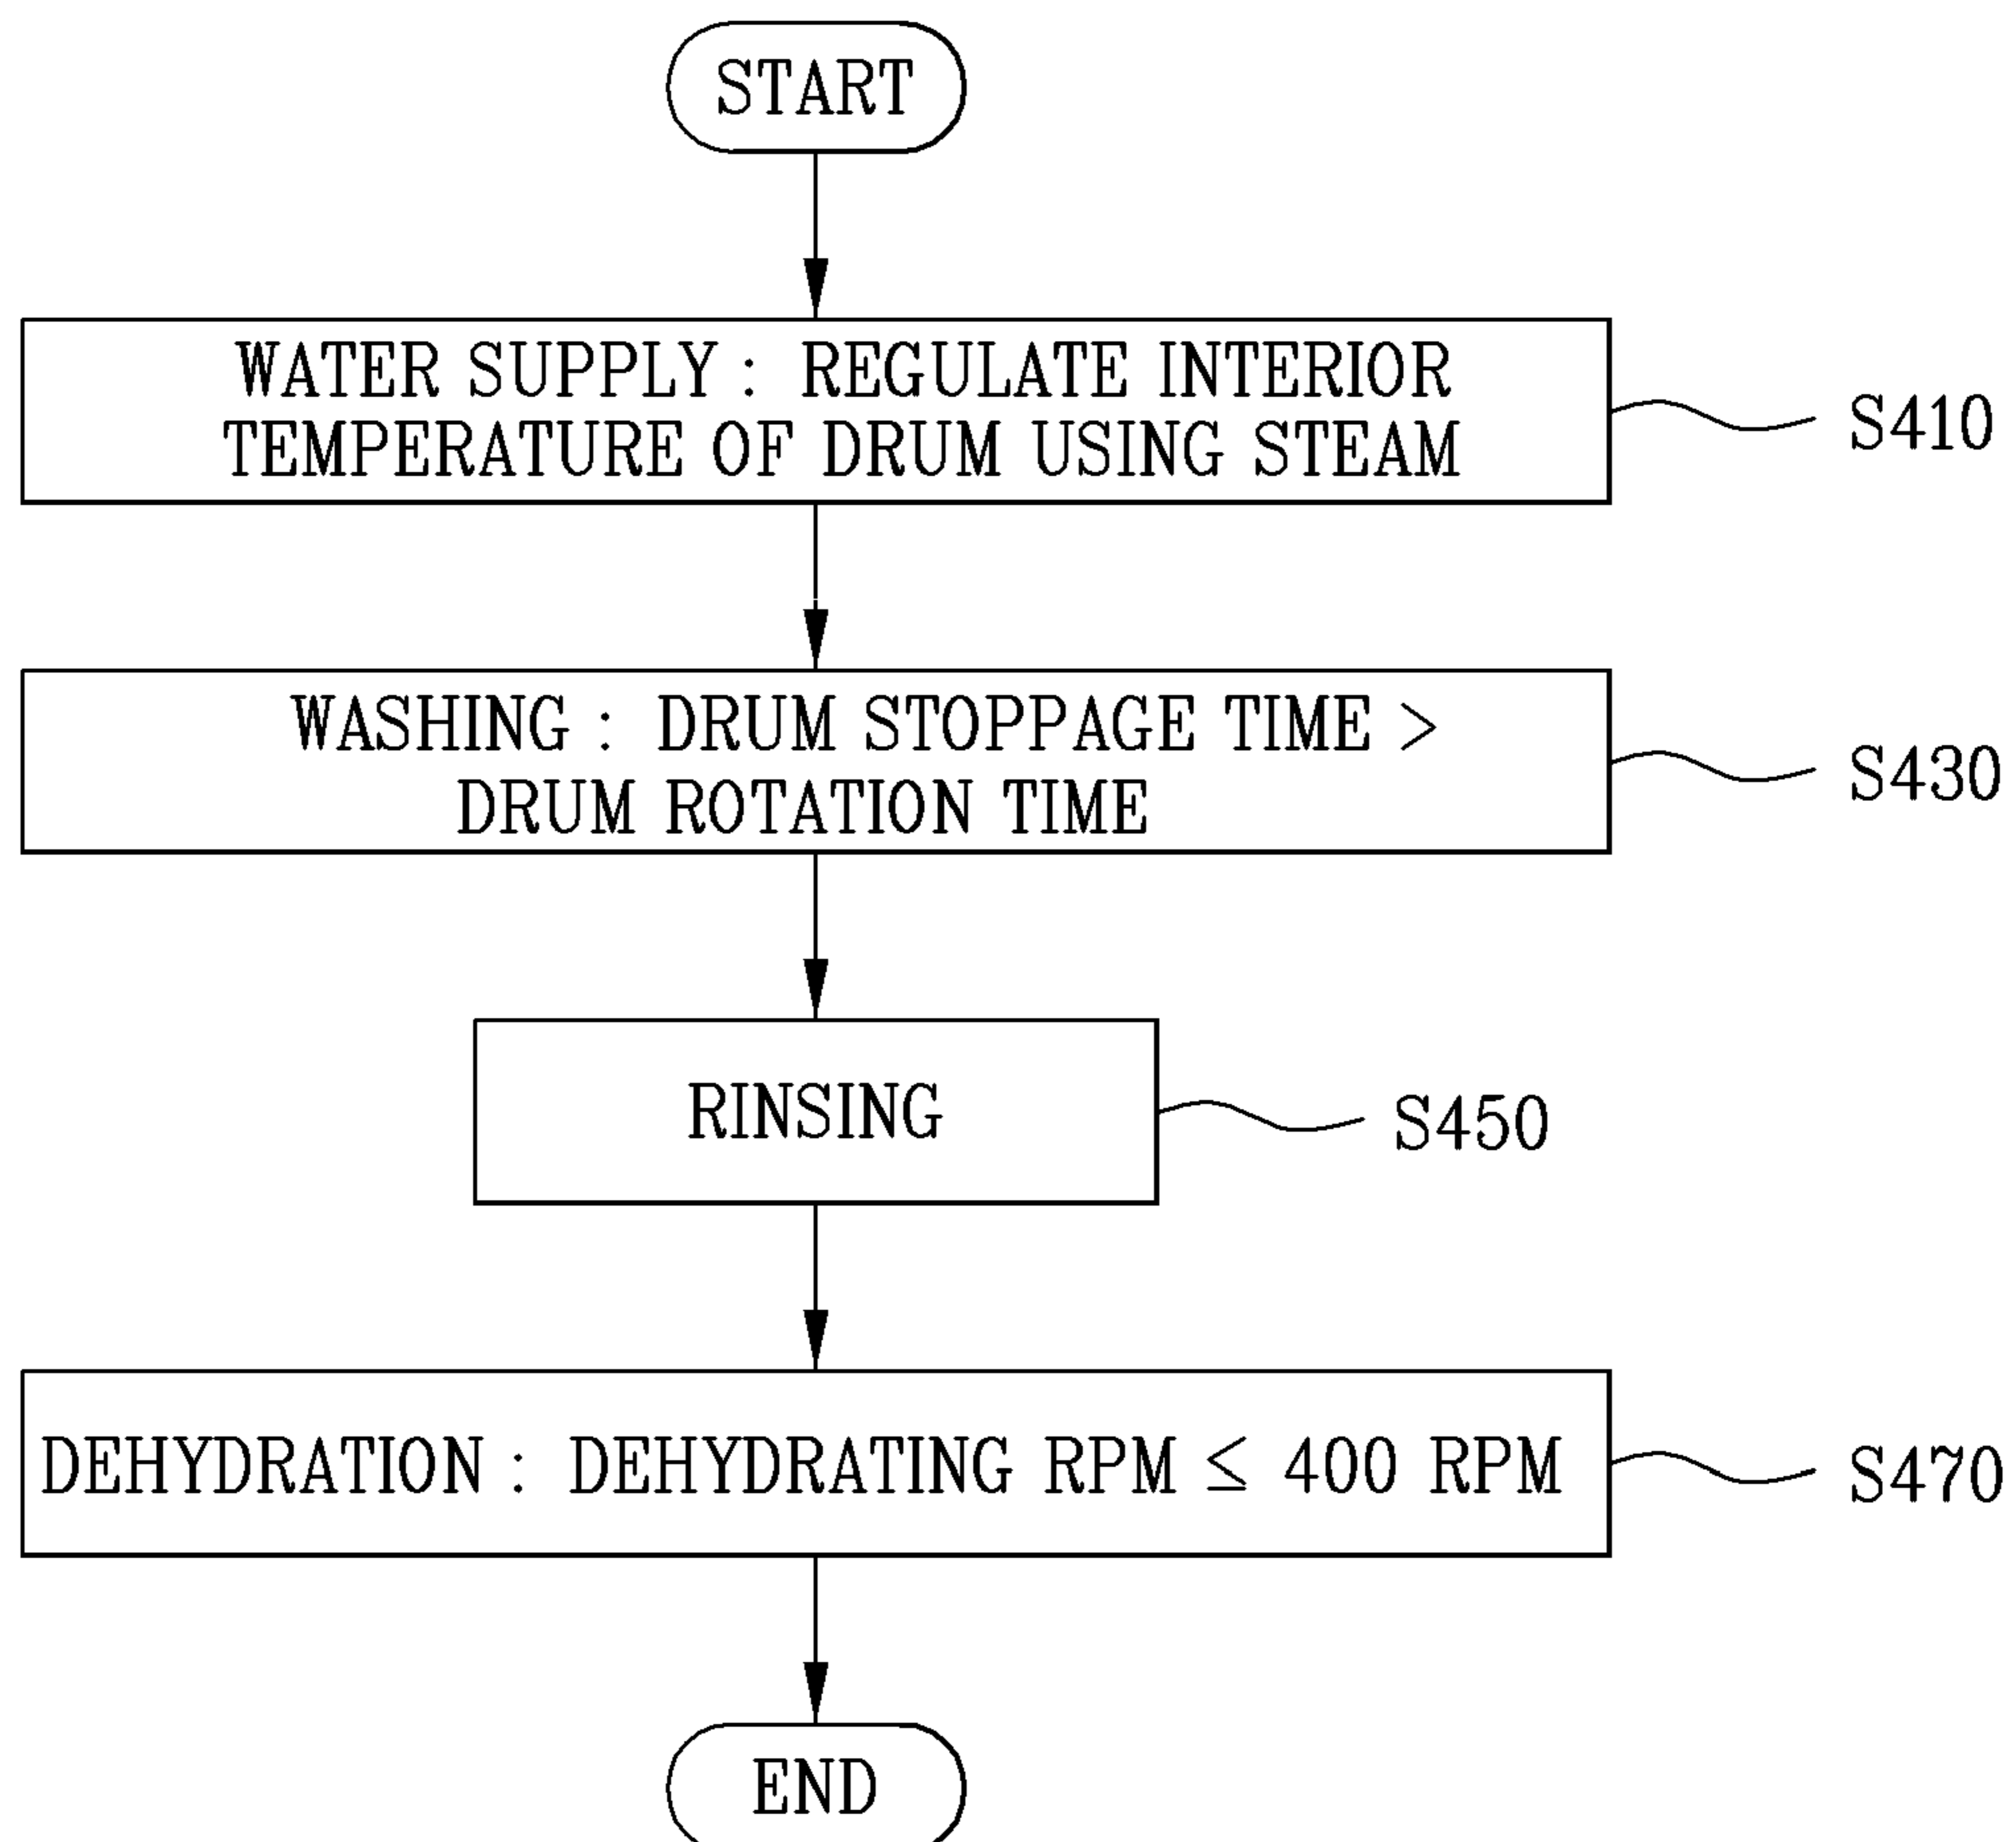 START
WATER SUPPLY : REGULATE INTERIOR
TEMPERATURE OF DRUM USING STEAM
S410
WASHING : DRUM STOPPAGE TIME >
DRUM ROTATION TIME
S430
RINSING
S450
DEHYDRATION : DEHYDRATING RPM ≤ 400 RPM
S470
END